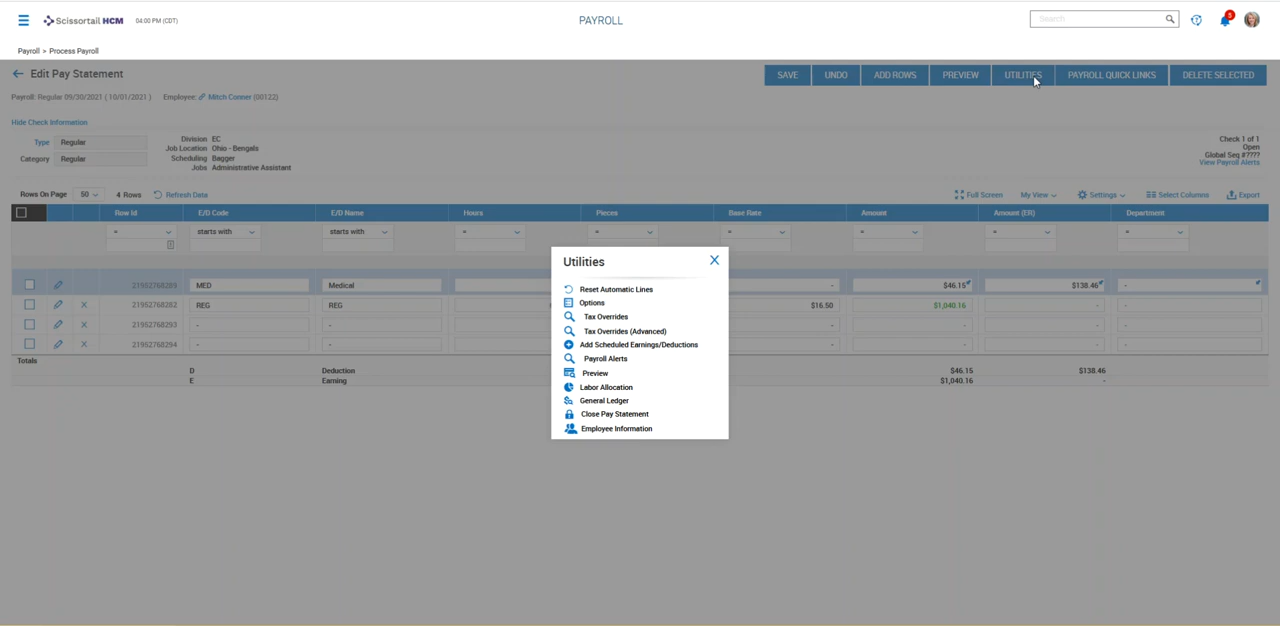 Scissortail HCM 04:00 PM (CDT) PAYROLL Search 3
Payroll > Process Payroll
Edit Pay Statement SAVE UNDO ADD ROWS PREVIEW UTILITIES PAYROLL QUICK LINKS DELETE SELECTED
Payroll: Regular 09/30/2021 ( 10/01/2021 ) Employee: Mitch Conner (00122)
Hide Check Information
Type Regular Division EC Check 1 of 1
Job Location Ohio - Bengals Open
Category Regular Scheduling Bagger Global Seq #????
Jobs Administrative Assistant View Payroll Alerts
Rows On Page 50 4 Rows Refresh Data Full Screen My View Settings Select Columns Export
Row Id E/D Code E/D Name Hours Pieces Base Rate Amount Amount (ER) Department
= starts with starts with = = = = = =
Utilities
Reset Automatic Lines
Options
Tax Overrides
Tax Overrides (Advanced)
Add Scheduled Earnings/Deductions
Payroll Alerts
Preview
Labor Allocation
General Ledger
Close Pay Statement
Employee Information
21952768289 MED Medical - $46.15 $138.46 -
21952768282 REG REG $16.50 $1,040.16 - -
21952768293 - - - - - -
21952768294 - - - - - -
Totals
D Deduction $46.15 $138.46
E Earning $1,040.16 -